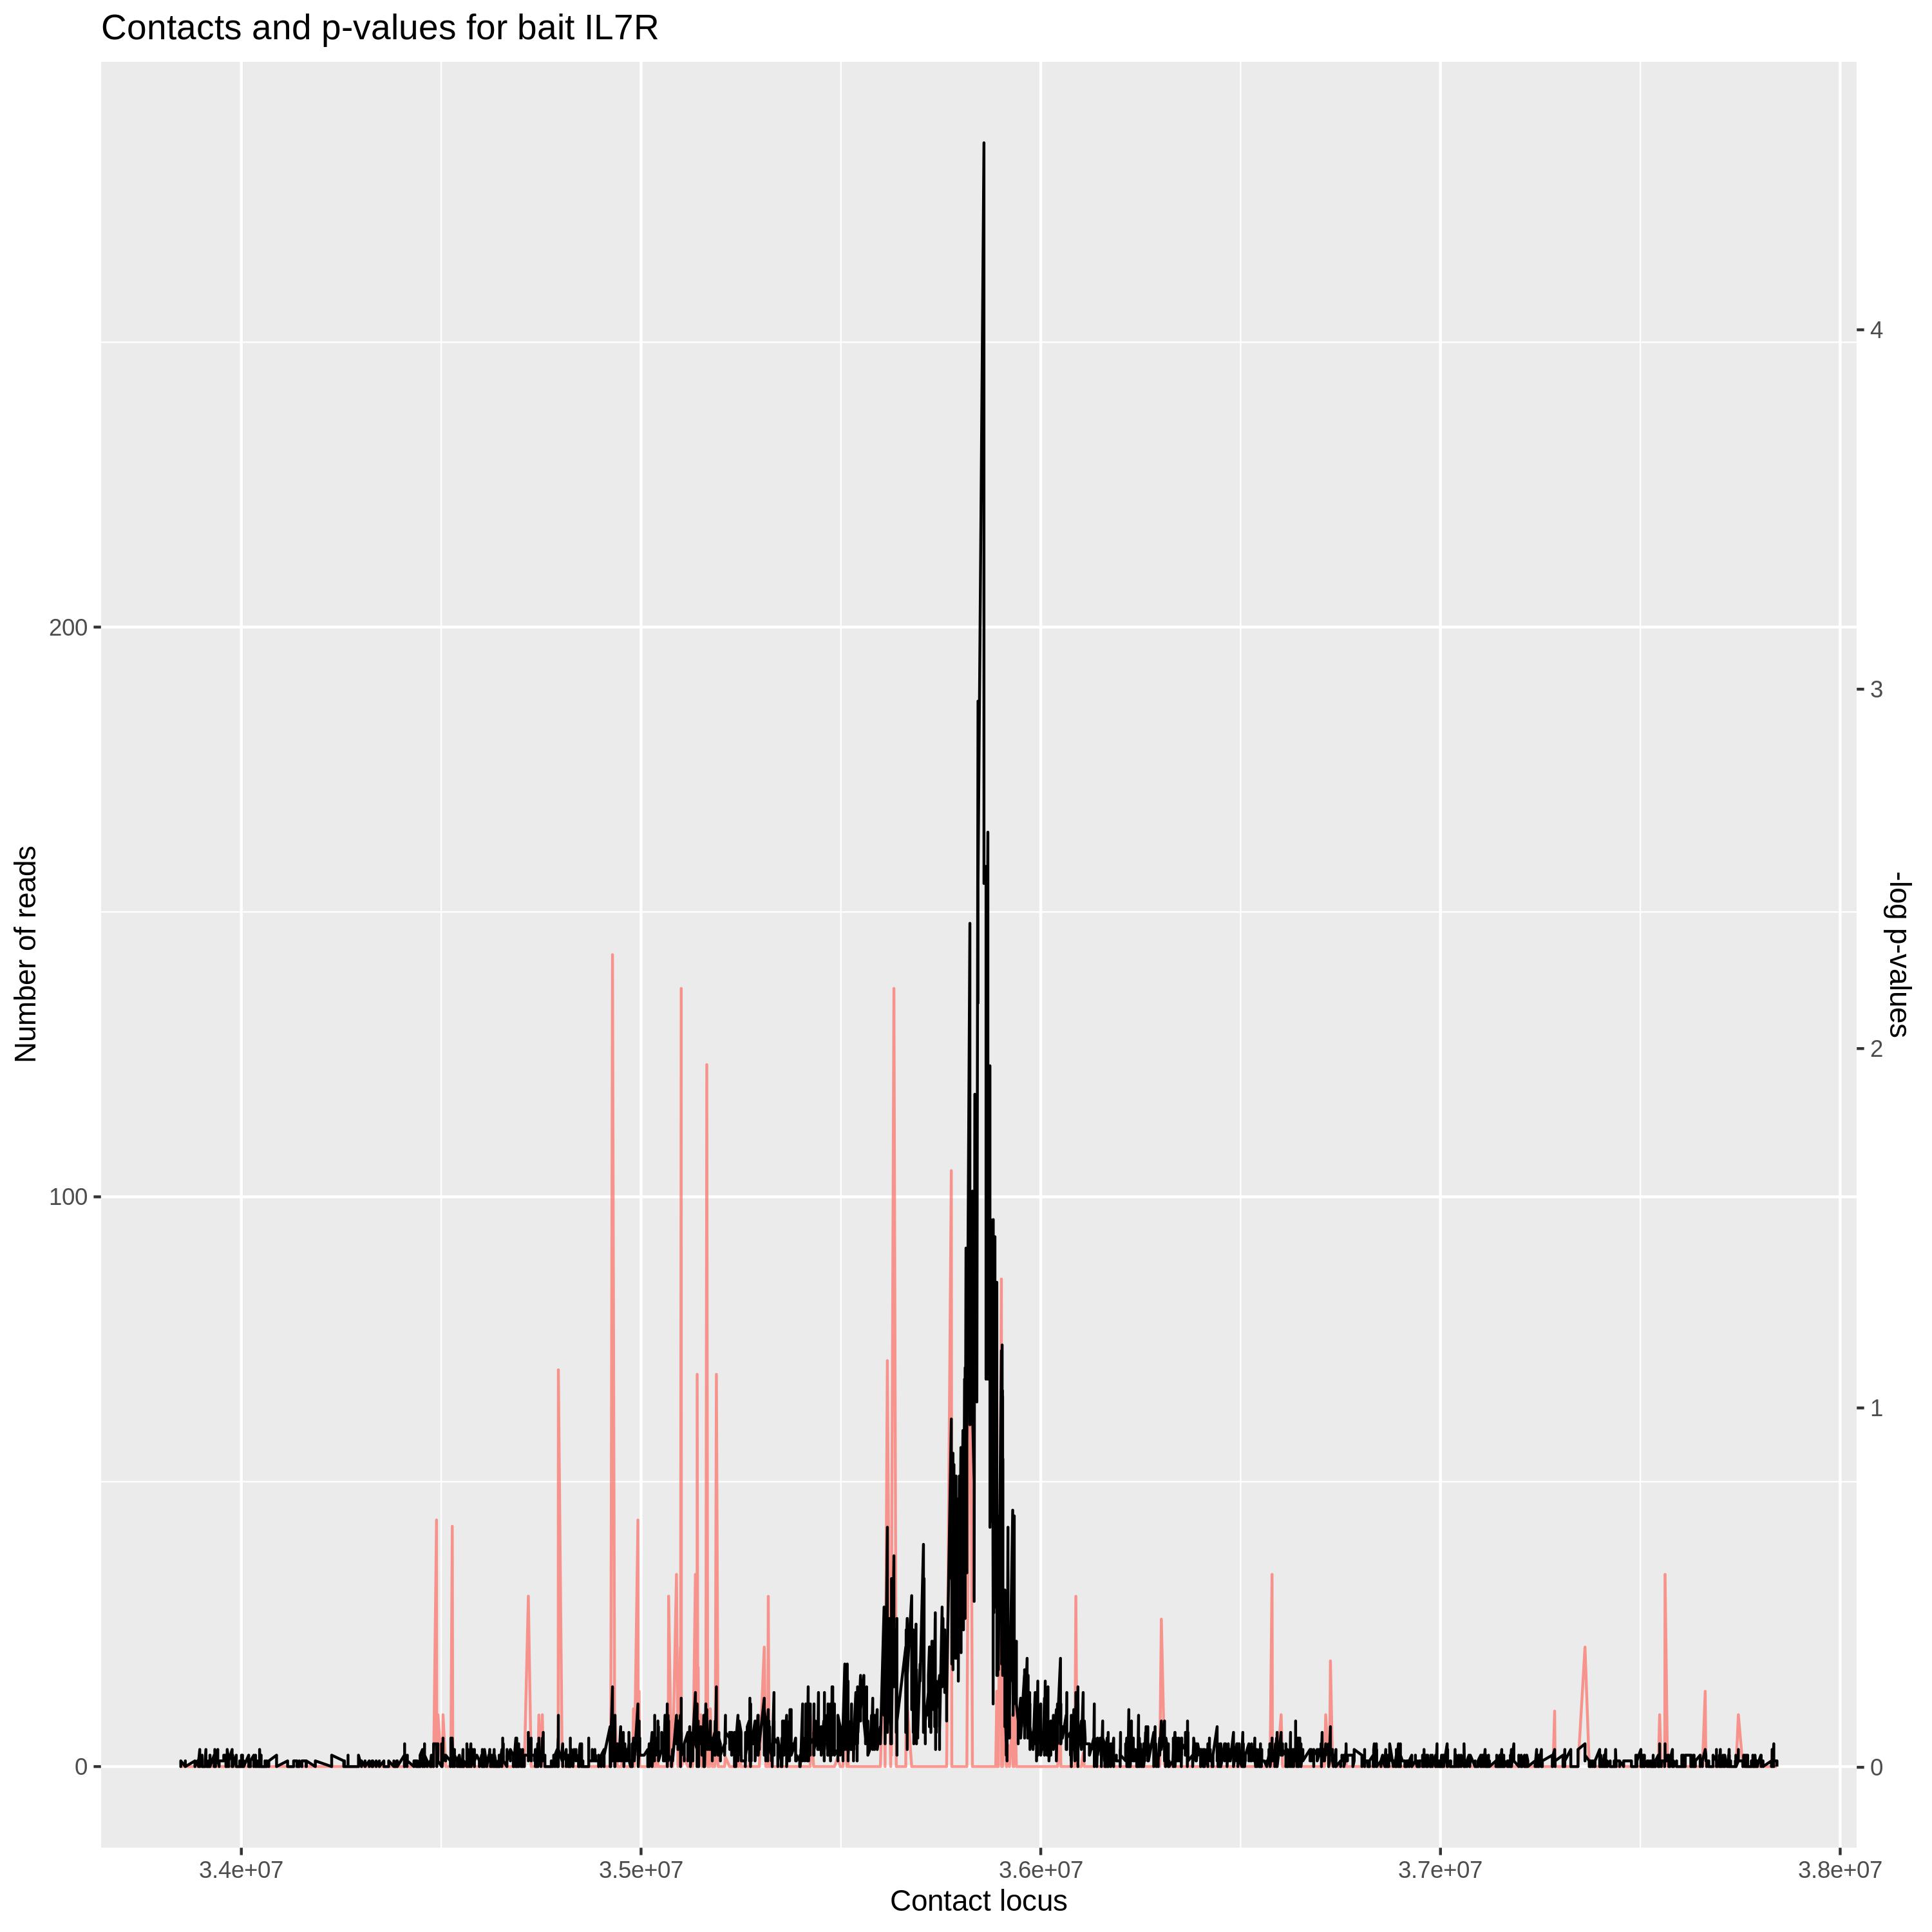 Contacts and p-values for bait IL7R
Number of reads
200
100
0
4
3
2
1
0
-log p-values
3.4e+07
3.5e+07
3.6e+07
3.7e+07
3.8e+07
Contact locus